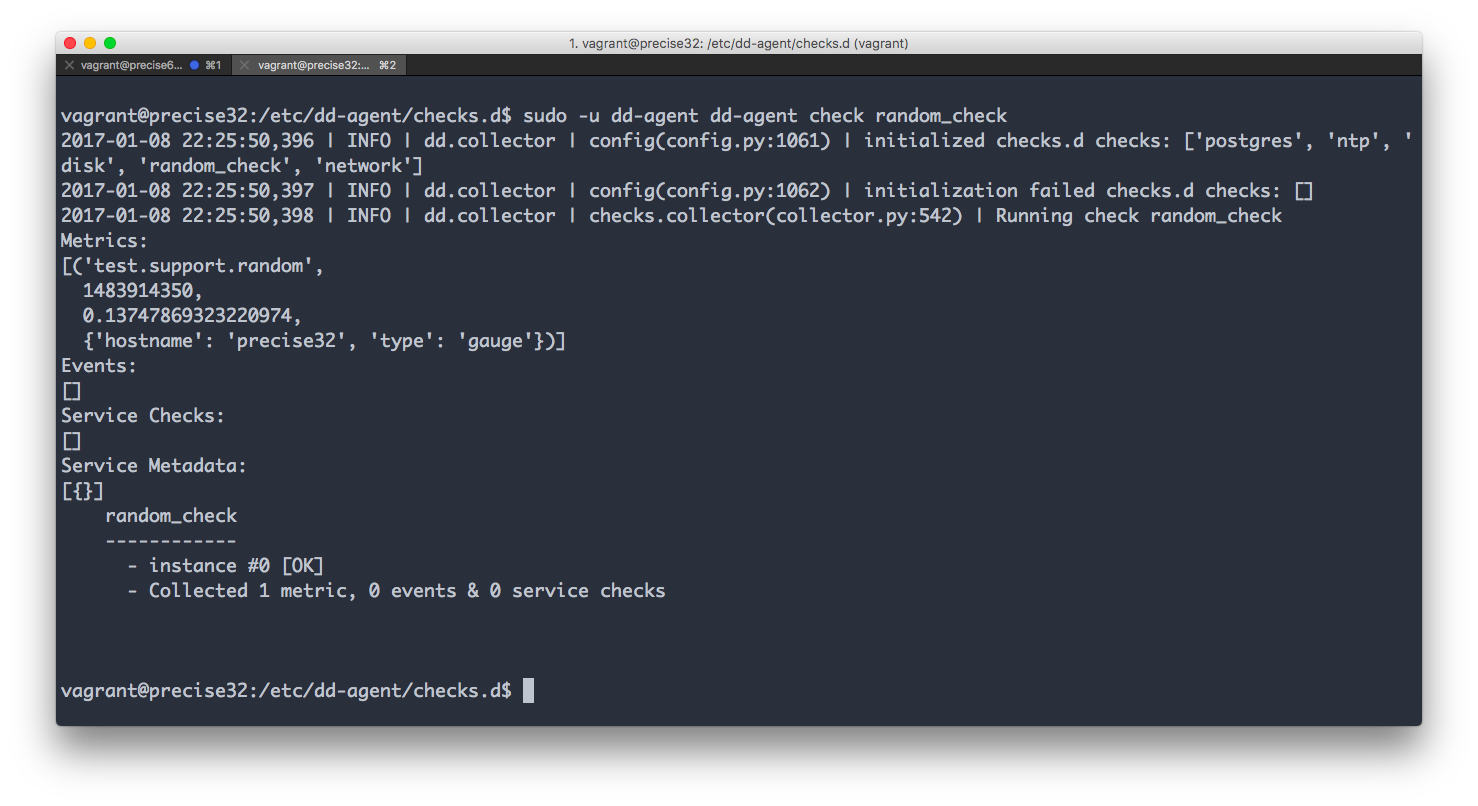 1. vagrant@precise32: /etc/dd-agent/checks.d (vagrant)
vagrant@precise6... ⌘1 vagrant@precise32:... ⌘2
vagrant@precise32:/etc/dd-agent/checks.d$ sudo -u dd-agent dd-agent check random_check
2017-01-08 22:25:50,396 | INFO | dd.collector | config(config.py:1061) | initialized checks.d checks: ['postgres', 'ntp', '
disk', 'random_check', 'network']
2017-01-08 22:25:50,397 | INFO | dd.collector | config(config.py:1062) | initialization failed checks.d checks: []
2017-01-08 22:25:50,398 | INFO | dd.collector | checks.collector(collector.py:542) | Running check random_check
Metrics:
[('test.support.random',
  1483914350,
  0.13747869323220974,
  {'hostname': 'precise32', 'type': 'gauge'})]
Events:
[]
Service Checks:
[]
Service Metadata:
[{}]
    random_check
    ------------
      - instance #0 [OK]
      - Collected 1 metric, 0 events & 0 service checks
vagrant@precise32:/etc/dd-agent/checks.d$